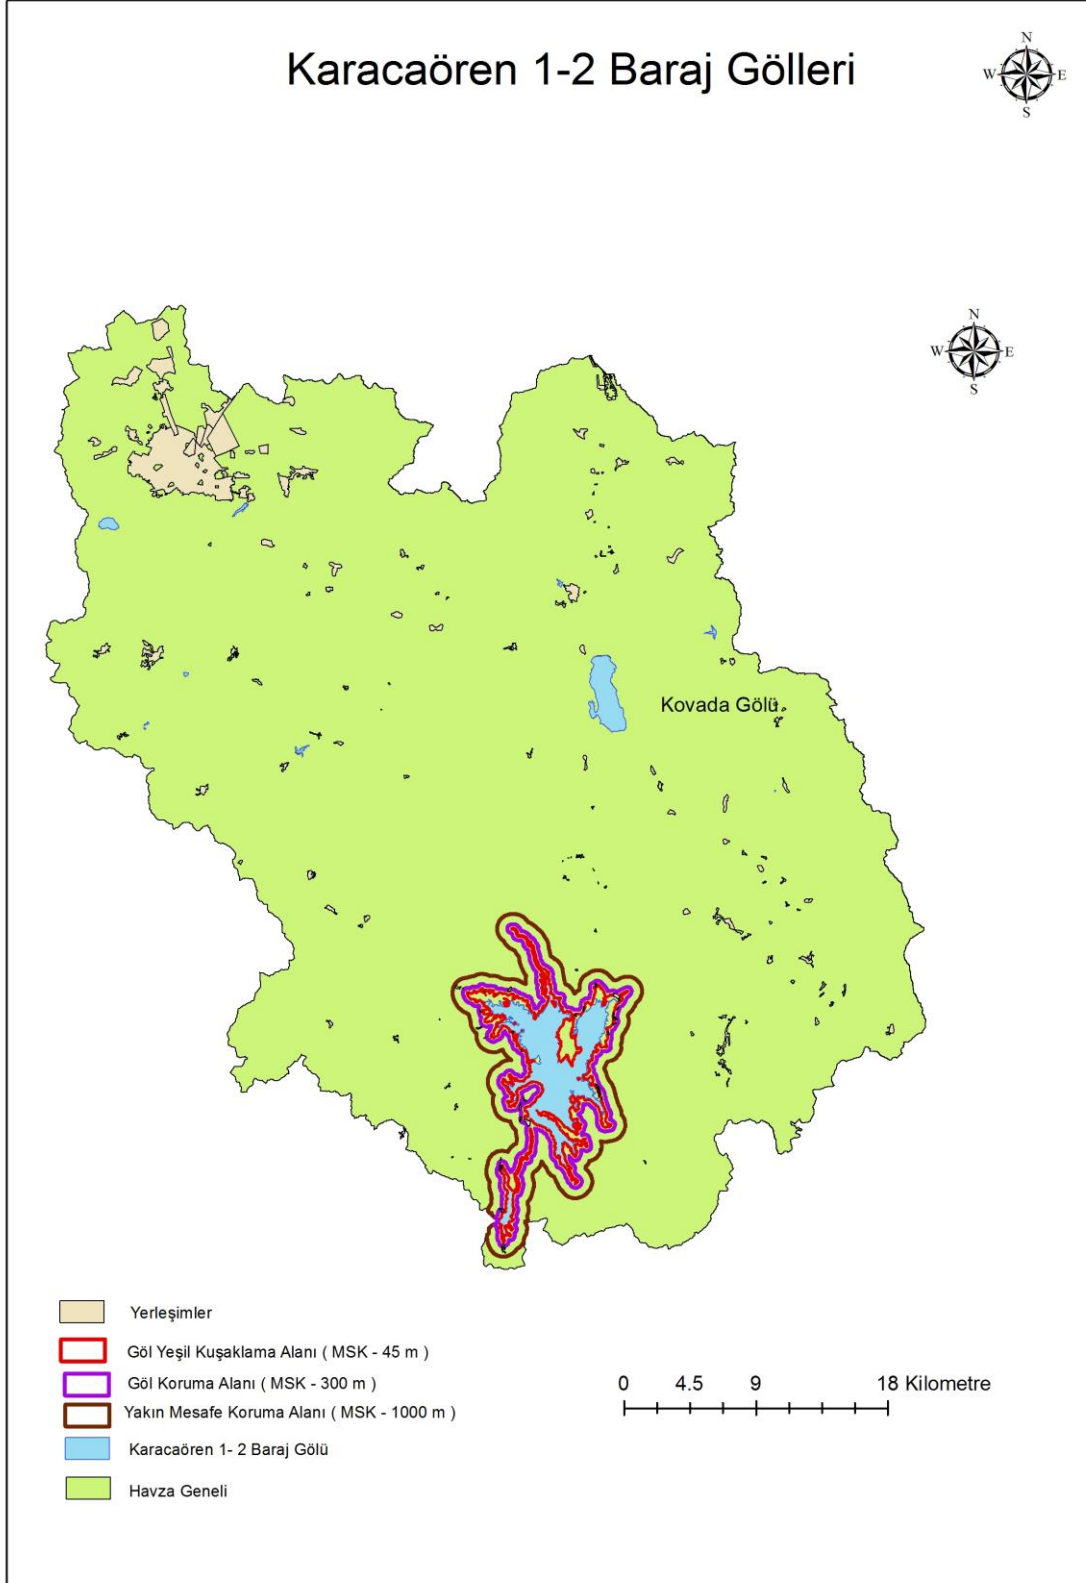 Karacaören 1-2 Baraj Gölleri
N
W E
S
N
W E
S
Kovada Gölü
Yerleşimler
Göl Yeşil Kuşaklama Alanı ( MSK - 45 m )
Göl Koruma Alanı ( MSK - 300 m )
Yakın Mesafe Koruma Alanı ( MSK - 1000 m )
Karacaören 1- 2 Baraj Gölü
Havza Geneli
0 4.5 9 18 Kilometre